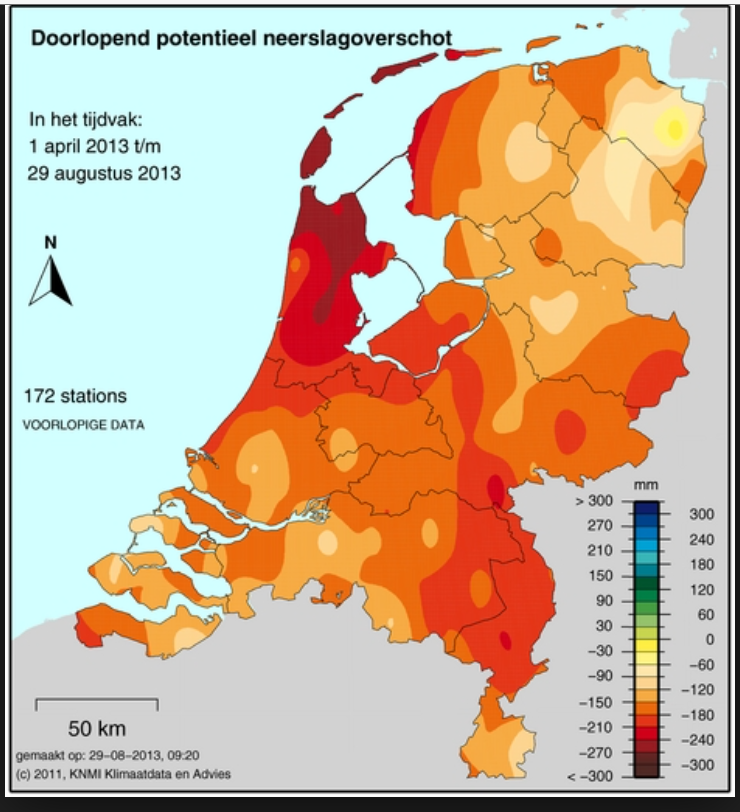 Doorlopend potentieel neerslagoverschot
In het tijdvak:
1 april 2013 t/m
29 augustus 2013
N
172 stations
VOORLOPIGE DATA
mm
> 300
300
270
240
210
180
150
120
90
60
30
0
−30
−60
−90
−120
−150
−180
−210
−240
−270
−300
< −300
50 km
gemaakt op: 29−08−2013, 09:20
(c) 2011, KNMI Klimaatdata en Advies